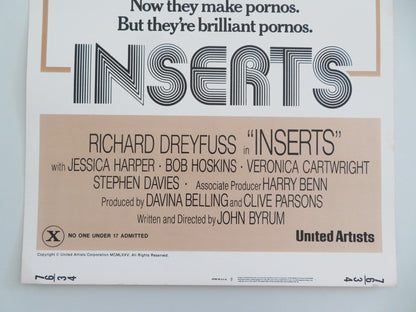 Now they make pornos.
But they're brilliant pornos.
INSERTS
RICHARD DREYFUSS in "INSERTS"
with JESSICA HARPER · BOB HOSKINS · VERONICA CARTWRIGHT
STEPHEN DAVIES · Associate Producer HARRY BENN
Produced by DAVINA BELLING and CLIVE PARSONS
Written and Directed by JOHN BYRUM
X NO ONE UNDER 17 ADMITTED
United Artists
Copyright © United Artists Corporation MCMLXXV. All Rights Reserved.
76 34
76 34